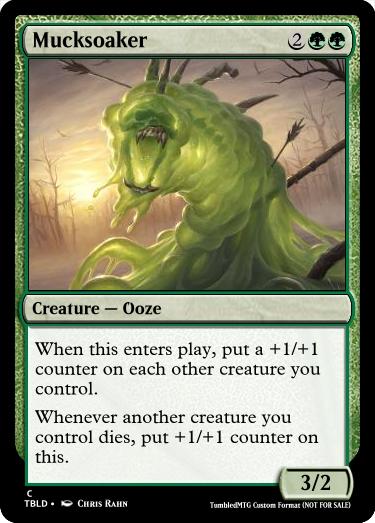 Mucksoaker 2
Creature — Ooze
When this enters play, put a +1/+1
counter on each other creature you
control.
Whenever another creature you
control dies, put +1/+1 counter on
this.
3/2
C
TBLD • Chris Rahn
TumbledMTG Custom Format (NOT FOR SALE)